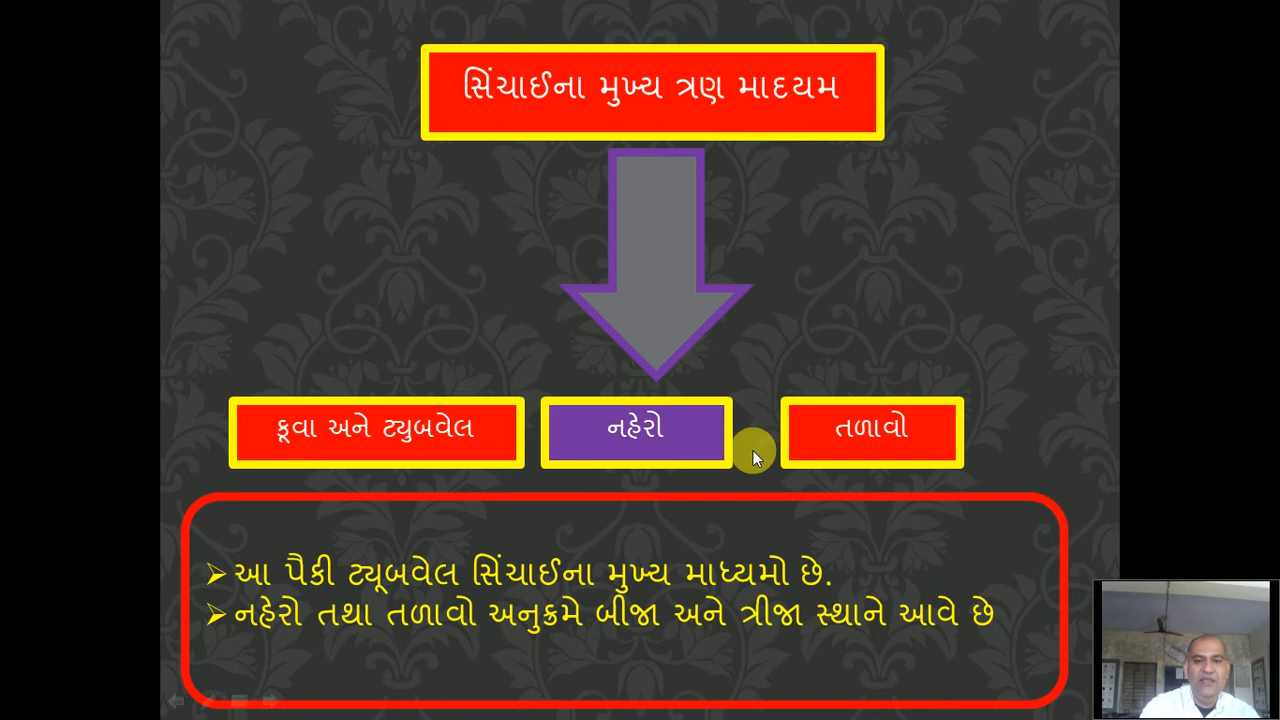 સિંચાઈના મુખ્ય ત્રણ માદયમ
કૂવા અને ટ્યુબવેલ
નહેરો
તળાવો
આ પૈકી ટ્યૂબવેલ સિંચાઈના મુખ્ય માધ્યમો છે.
નહેરો તથા તળાવો અનુક્રમે બીજા અને ત્રીજા સ્થાને આવે છે